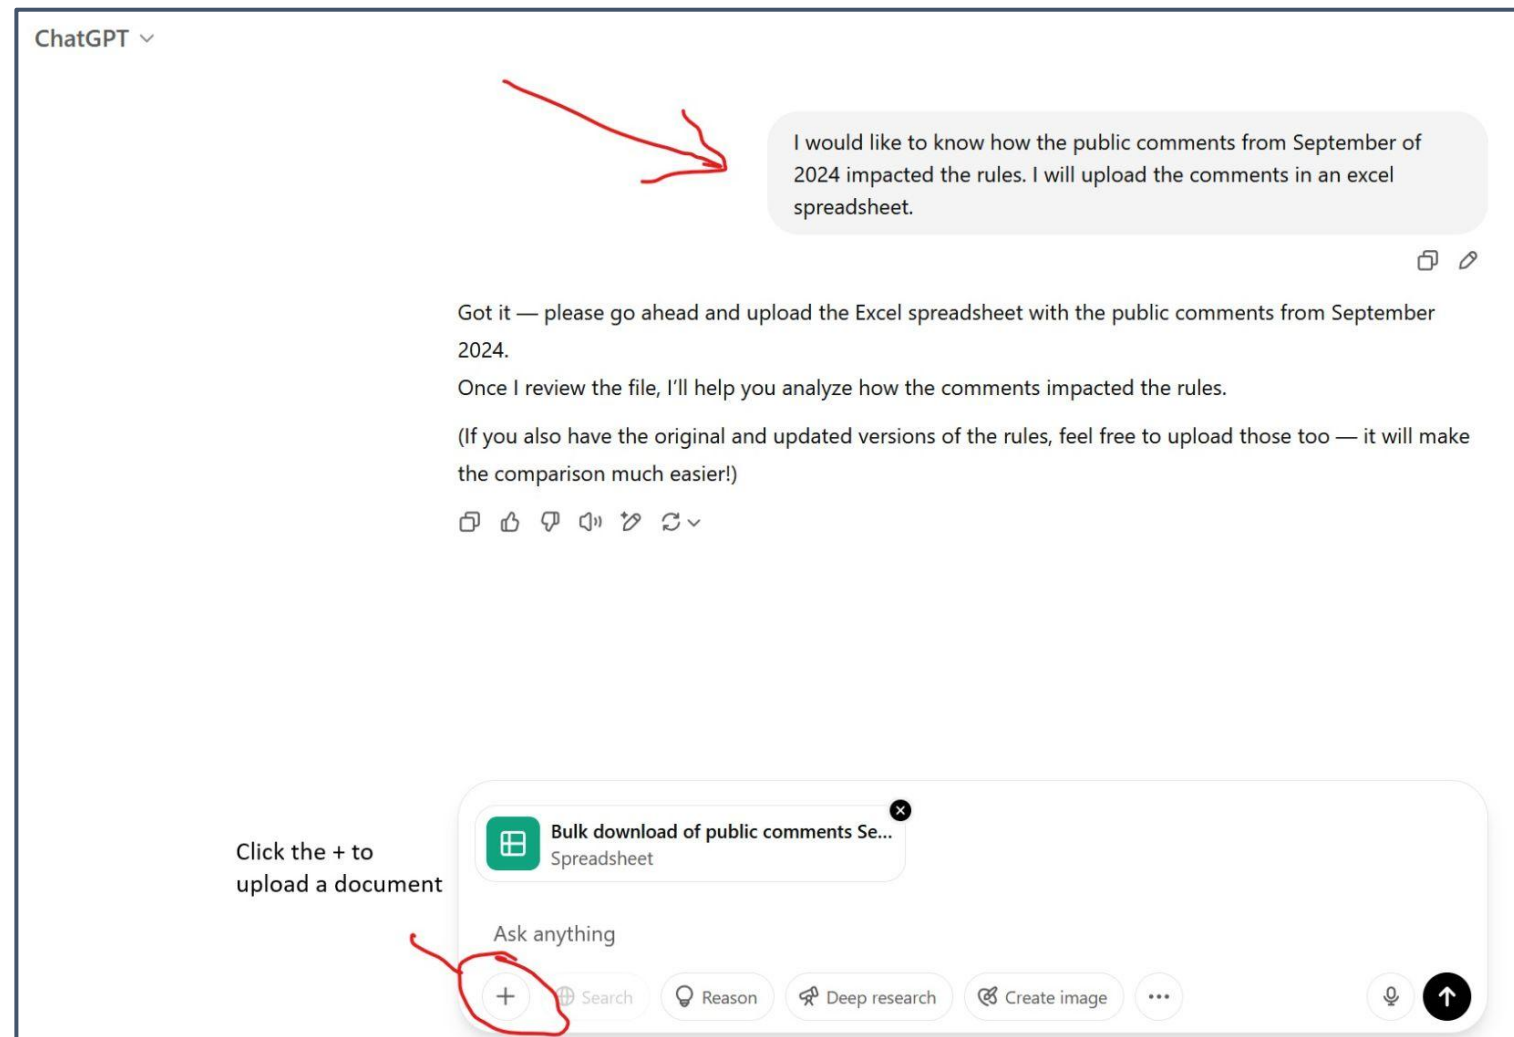 ChatGPT
I would like to know how the public comments from September of
2024 impacted the rules. I will upload the comments in an excel
spreadsheet.
Got it — please go ahead and upload the Excel spreadsheet with the public comments from September
2024.
Once I review the file, I'll help you analyze how the comments impacted the rules.
(If you also have the original and updated versions of the rules, feel free to upload those too — it will make
the comparison much easier!)
Bulk download of public comments Se...
Spreadsheet
Click the + to
upload a document
Ask anything
Search Reason Deep research Create image